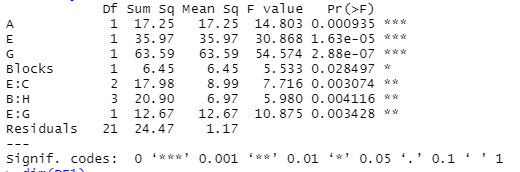 Df Sum Sq Mean Sq F value Pr(>F)
A 1 17.25 17.25 14.803 0.000935 ***
E 1 35.97 35.97 30.868 1.63e-05 ***
G 1 63.59 63.59 54.574 2.88e-07 ***
Blocks 1 6.45 6.45 5.533 0.028497 *
E:C 2 17.98 8.99 7.716 0.003074 **
B:H 3 20.90 6.97 5.980 0.004116 **
E:G 1 12.67 12.67 10.875 0.003428 **
Residuals 21 24.47 1.17
---
Signif. codes: 0 ‘***’ 0.001 ‘**’ 0.01 ‘*’ 0.05 ‘.’ 0.1 ‘ ’ 1